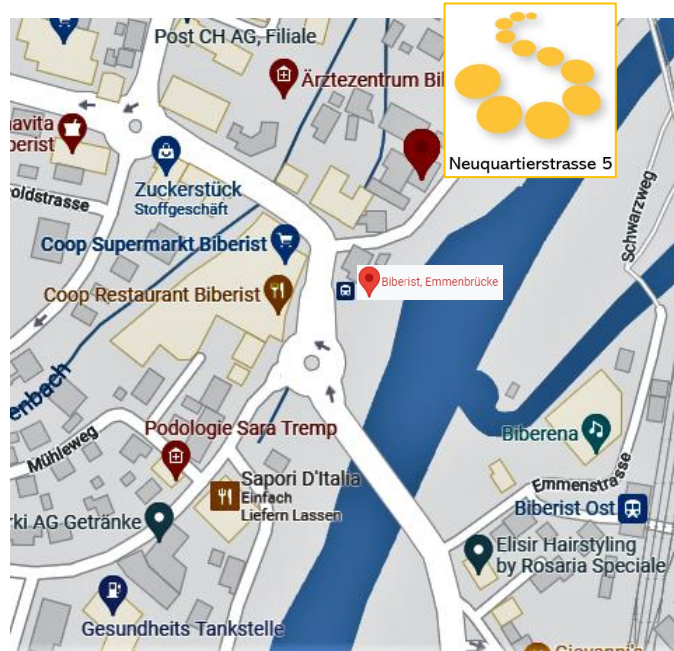 Post CH AG, Filiale
Ärztezentrum Bi
Neuquartierstrasse 5
avita
berist
oldstrasse
Zuckerstück
Stoffgeschäft
Schwarzweg
Coop Supermarkt Biberist
Biberist, Emmenbrücke
Coop Restaurant Biberist
enbach
Mühleweg
Podologie Sara Tremp
Biberena
Sapori D'Italia
Einfach
Liefern Lassen
Emmenstrasse
Biberist Ost
rki AG Getränke
Elisir Hairstyling
by Rosaria Speciale
Gesundheits Tankstelle